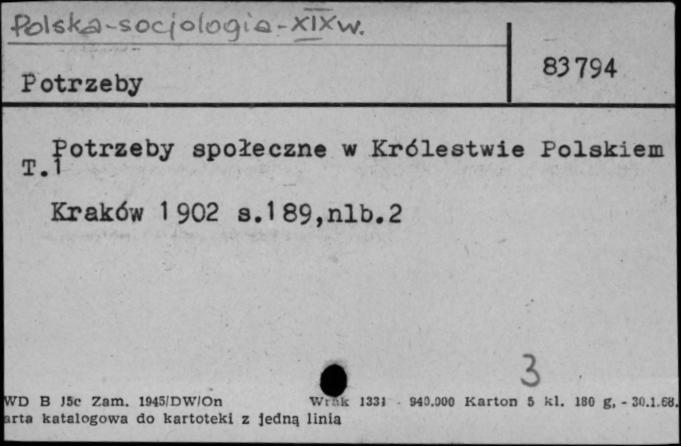 Polska-socjologia-XIXw.
83794
Potrzeby
Potrzeby społeczne w Królestwie Polskiem
T.1
Kraków 1902 s.189,nlb.2
3
WD B 15c Zam. 1945/DW/On Wrak 1331 - 940.000 Karton 5 kl. 180 g. - 30.1.68.
arta katalogowa do kartoteki z jedną linią